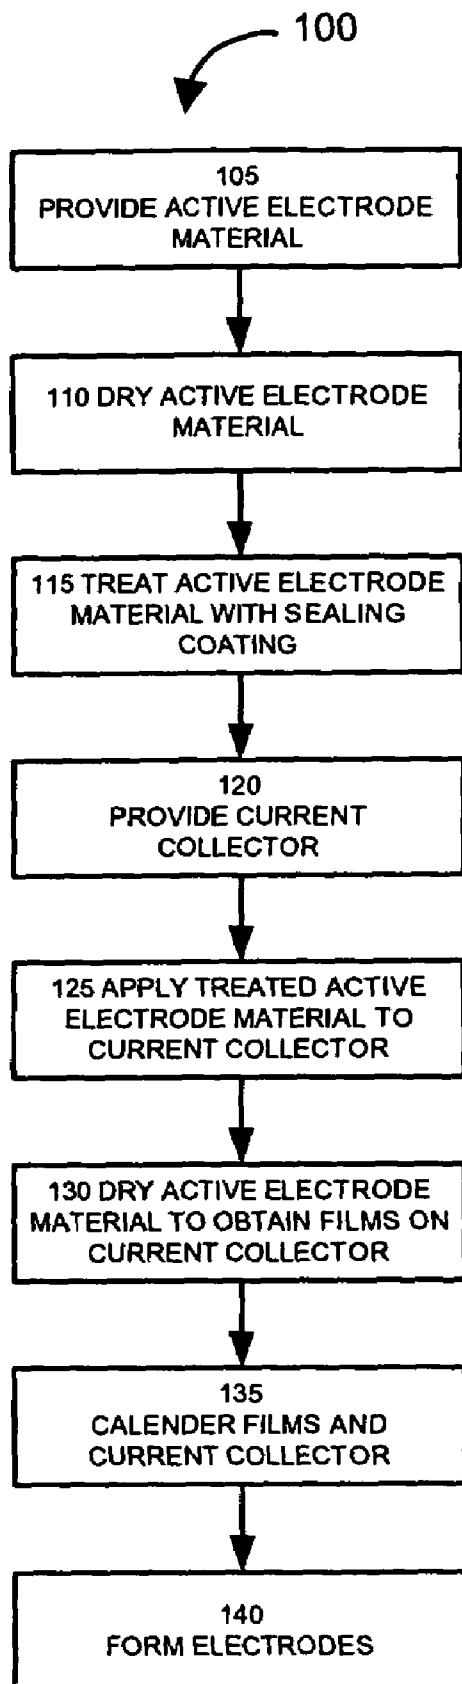 100
105
PROVIDE ACTIVE ELECTRODE
MATERIAL
110 DRY ACTIVE ELECTRODE
MATERIAL
115 TREAT ACTIVE ELECTRODE
MATERIAL WITH SEALING
COATING
120
PROVIDE CURRENT
COLLECTOR
125 APPLY TREATED ACTIVE
ELECTRODE MATERIAL TO
CURRENT COLLECTOR
130 DRY ACTIVE ELECTRODE
MATERIAL TO OBTAIN FILMS ON
CURRENT COLLECTOR
135
CALENDER FILMS AND
CURRENT COLLECTOR
140
FORM ELECTRODES